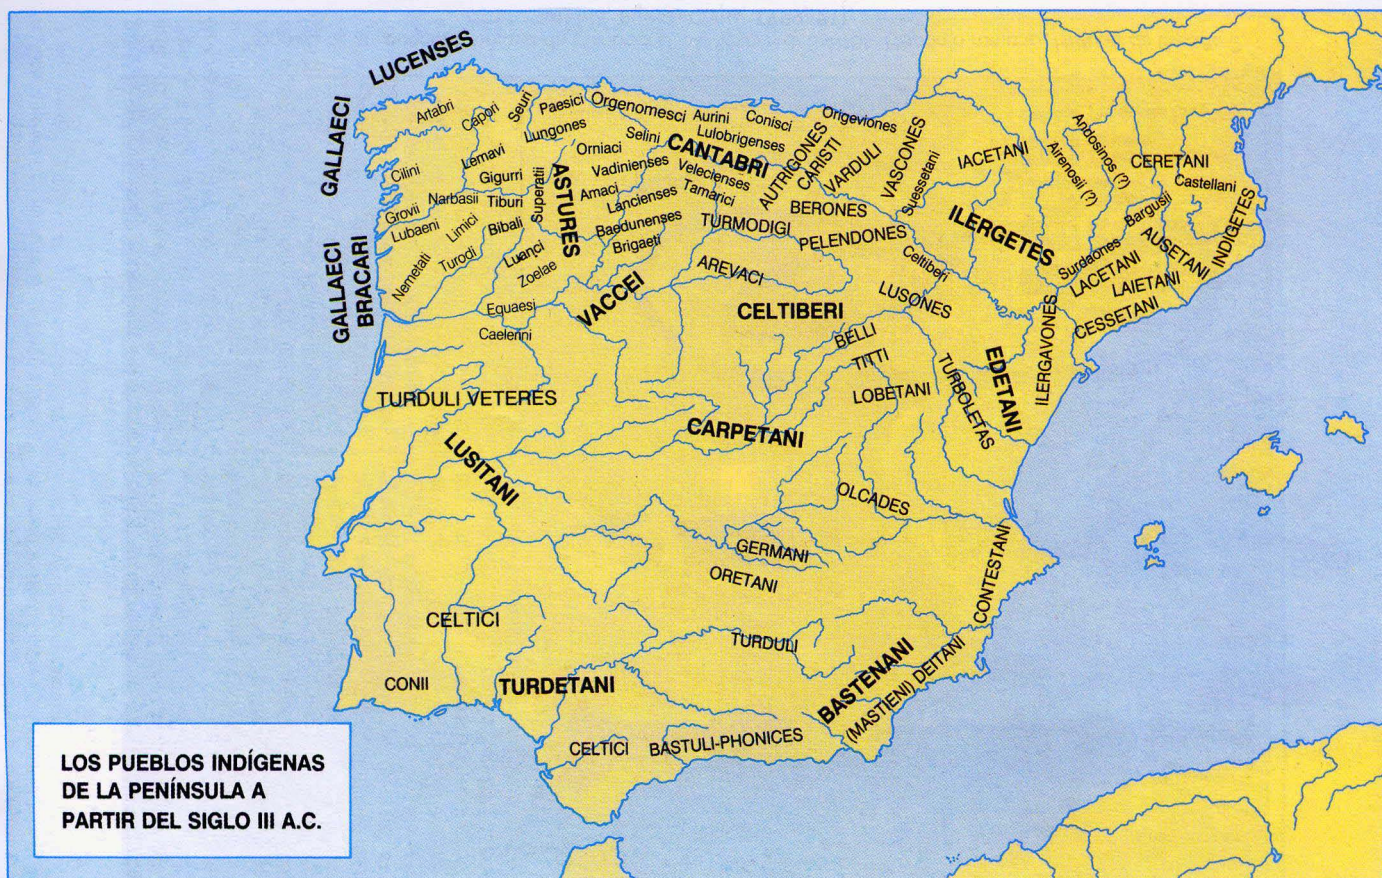 LUCENSES
GALLAECI
Artabri
Capori
Seuri
Paesici
Orgenomesci
Aurini
Conisci
Origeviones
Lungones
Selini
Lulobrigenses
CANTABRI
AUTRIGONES
CARISTI
VARDULI
VASCONES
Suessetani
IACETANI
Airenosii (?)
Andosinos (?)
CERETANI
Castellani
Cilini
Lemavi
Gigurri
Superatii
ASTURES
Orniaci
Vadinienses
Velecienses
Amaci
Lancienses
Tamarici
BERONES
ILERGETES
Bargusii
AUSETANI
INDIGETES
Grovii
Narbasii
Tiburi
Lubaeni
Limici
Bibali
Baedunenses
Brigaeti
TURMODIGI
PELENDONES
Celtiberi
Surdaones
LACETANI
LAIETANI
CESSETANI
GALLAECI
BRACARI
Nemetati
Turodi
Luanci
Zoelae
AREVACI
LUSONES
Equaesi
VACCEI
CELTIBERI
Caelenni
BELLI
TITTI
EDETANI
ILERGAVONES
TURDULI VETERES
LOBETANI
TURBOLETAS
LUSITANI
CARPETANI
OLCADES
GERMANI
ORETANI
CONTESTANI
CELTICI
TURDULI
BASTENANI
DEITANI
(MASTIENI)
CONII
TURDETANI
CELTICI
BASTULI-PHONICES
LOS PUEBLOS INDÍGENAS
DE LA PENÍNSULA A
PARTIR DEL SIGLO III A.C.